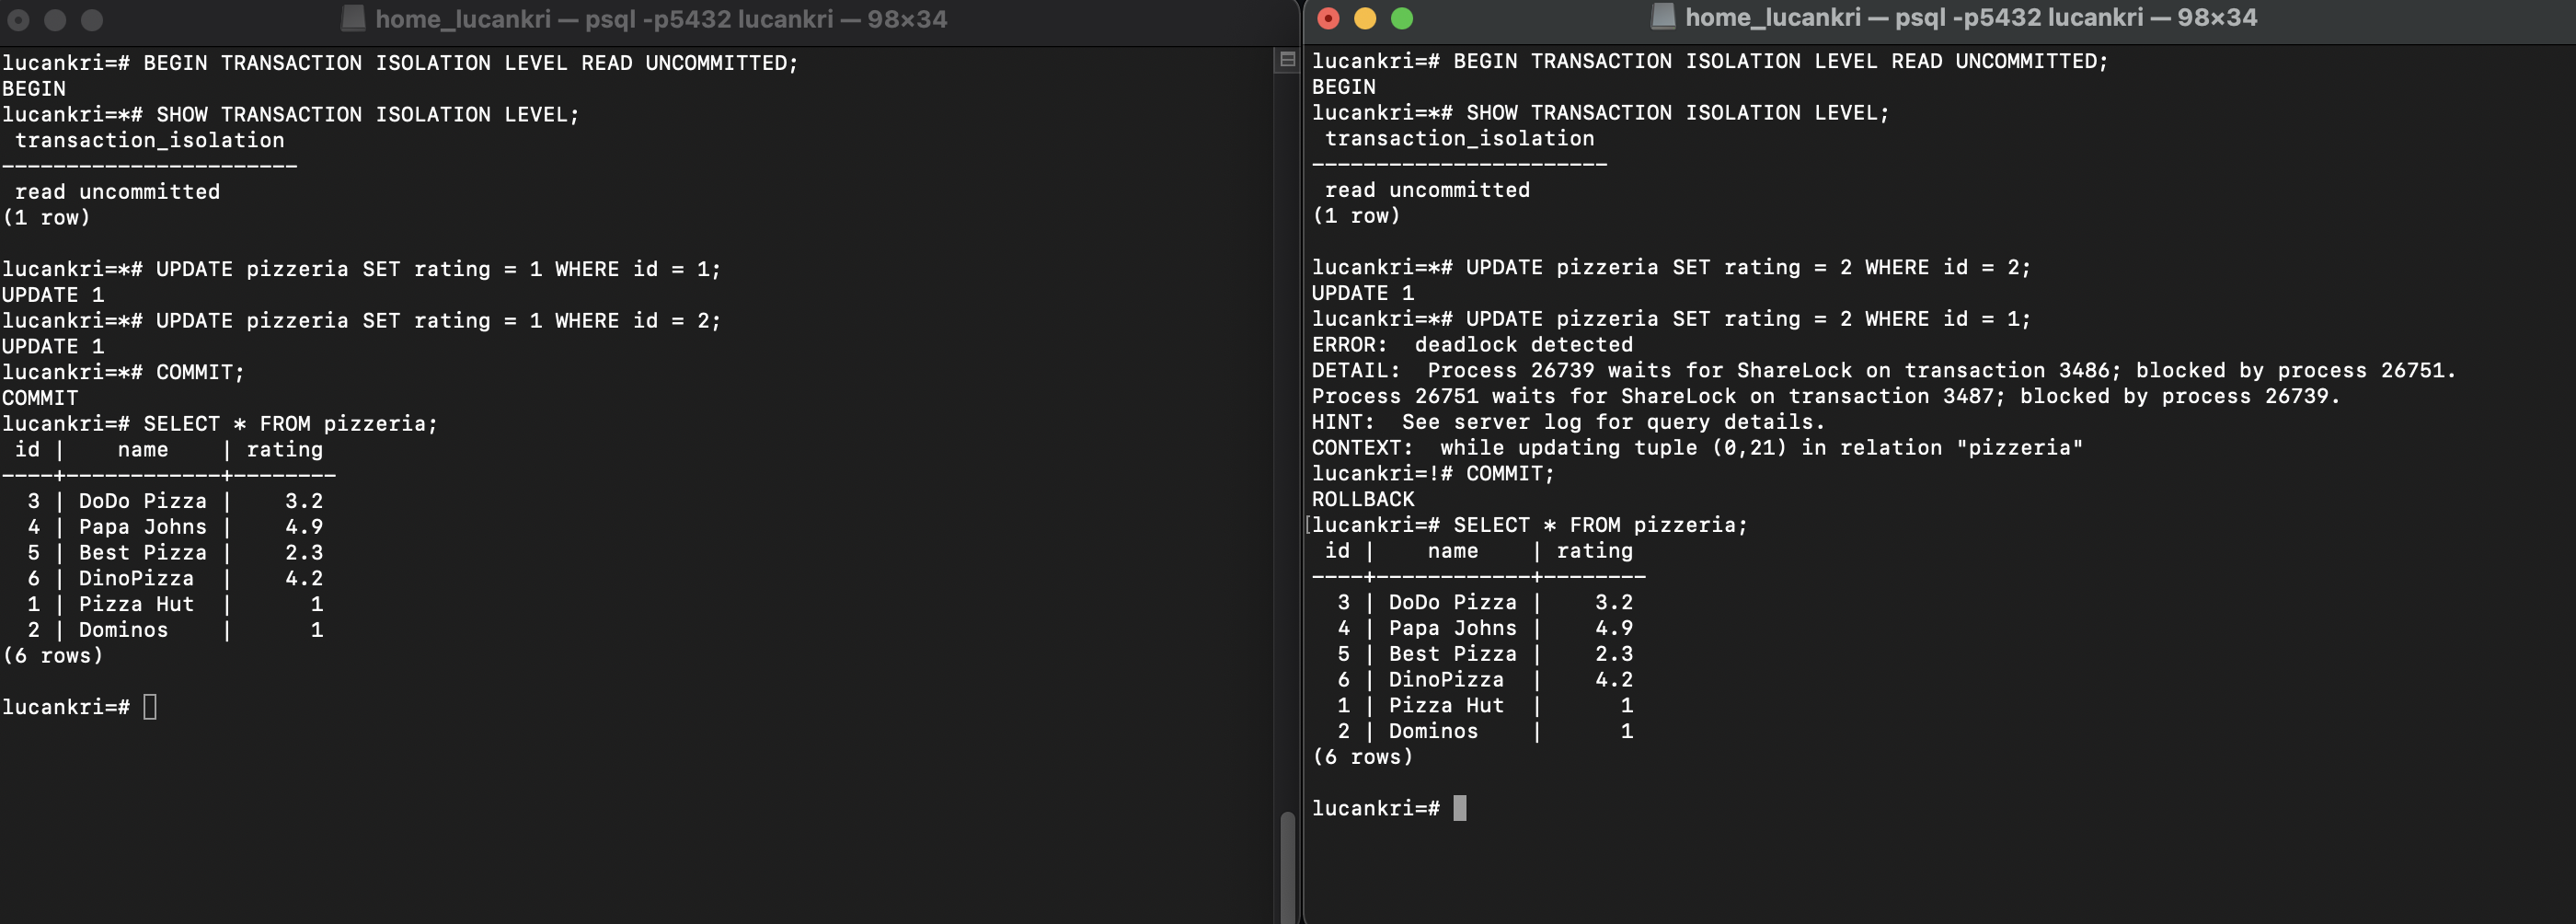 home_lucankri — psql -p5432 lucankri — 98×34
lucankri=# BEGIN TRANSACTION ISOLATION LEVEL READ UNCOMMITTED;
BEGIN
lucankri=*# SHOW TRANSACTION ISOLATION LEVEL;
 transaction_isolation
-----------------------
 read uncommitted
(1 row)
lucankri=*# UPDATE pizzeria SET rating = 1 WHERE id = 1;
UPDATE 1
lucankri=*# UPDATE pizzeria SET rating = 1 WHERE id = 2;
UPDATE 1
lucankri=*# COMMIT;
COMMIT
lucankri=# SELECT * FROM pizzeria;
 id |    name    | rating
----+------------+--------
  3 | DoDo Pizza |    3.2
  4 | Papa Johns |    4.9
  5 | Best Pizza |    2.3
  6 | DinoPizza  |    4.2
  1 | Pizza Hut  |      1
  2 | Dominos    |      1
(6 rows)
lucankri=#
home_lucankri — psql -p5432 lucankri — 98×34
lucankri=# BEGIN TRANSACTION ISOLATION LEVEL READ UNCOMMITTED;
BEGIN
lucankri=*# SHOW TRANSACTION ISOLATION LEVEL;
 transaction_isolation
-----------------------
 read uncommitted
(1 row)
lucankri=*# UPDATE pizzeria SET rating = 2 WHERE id = 2;
UPDATE 1
lucankri=*# UPDATE pizzeria SET rating = 2 WHERE id = 1;
ERROR:  deadlock detected
DETAIL:  Process 26739 waits for ShareLock on transaction 3486; blocked by process 26751.
Process 26751 waits for ShareLock on transaction 3487; blocked by process 26739.
HINT:  See server log for query details.
CONTEXT:  while updating tuple (0,21) in relation "pizzeria"
lucankri=!# COMMIT;
ROLLBACK
[lucankri=# SELECT * FROM pizzeria;
 id |    name    | rating
----+------------+--------
  3 | DoDo Pizza |    3.2
  4 | Papa Johns |    4.9
  5 | Best Pizza |    2.3
  6 | DinoPizza  |    4.2
  1 | Pizza Hut  |      1
  2 | Dominos    |      1
(6 rows)
lucankri=#